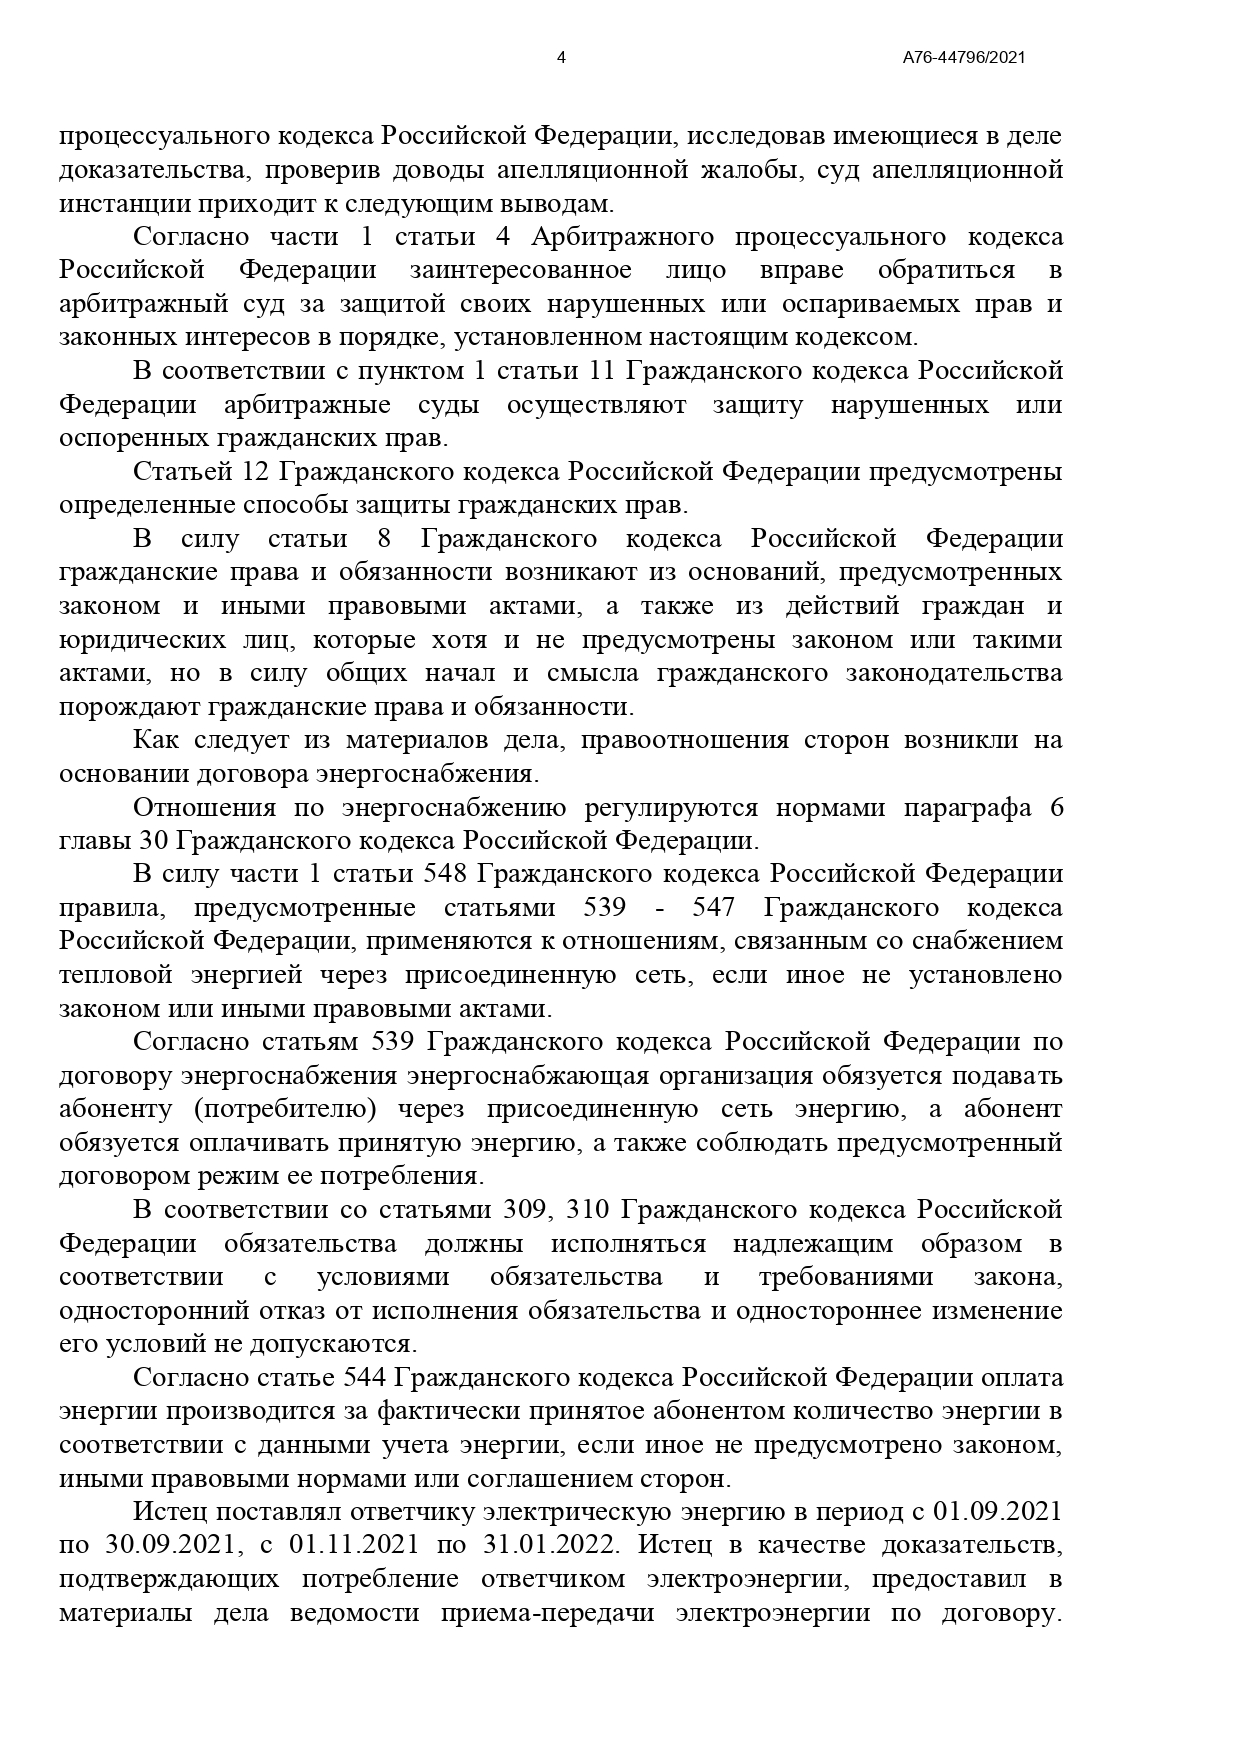 4
А76-44796/2021
процессуального кодекса Российской Федерации, исследовав имеющиеся в деле
доказательства, проверив доводы апелляционной жалобы, суд апелляционной
инстанции приходит к следующим выводам.
Согласно части 1 статьи 4 Арбитражного процессуального кодекса
Российской Федерации заинтересованное лицо вправе обратиться в
арбитражный суд за защитой своих нарушенных или оспариваемых прав и
законных интересов в порядке, установленном настоящим кодексом.
В соответствии с пунктом 1 статьи 11 Гражданского кодекса Российской
Федерации арбитражные суды осуществляют защиту нарушенных или
оспоренных гражданских прав.
Статьей 12 Гражданского кодекса Российской Федерации предусмотрены
определенные способы защиты гражданских прав.
В силу статьи 8 Гражданского кодекса Российской Федерации
гражданские права и обязанности возникают из оснований, предусмотренных
законом и иными правовыми актами, а также из действий граждан и
юридических лиц, которые хотя и не предусмотрены законом или такими
актами, но в силу общих начал и смысла гражданского законодательства
порождают гражданские права и обязанности.
Как следует из материалов дела, правоотношения сторон возникли на
основании договора энергоснабжения.
Отношения по энергоснабжению регулируются нормами параграфа 6
главы 30 Гражданского кодекса Российской Федерации.
В силу части 1 статьи 548 Гражданского кодекса Российской Федерации
правила, предусмотренные статьями 539 - 547 Гражданского кодекса
Российской Федерации, применяются к отношениям, связанным со снабжением
тепловой энергией через присоединенную сеть, если иное не установлено
законом или иными правовыми актами.
Согласно статьям 539 Гражданского кодекса Российской Федерации по
договору энергоснабжения энергоснабжающая организация обязуется подавать
абоненту (потребителю) через присоединенную сеть энергию, а абонент
обязуется оплачивать принятую энергию, а также соблюдать предусмотренный
договором режим ее потребления.
В соответствии со статьями 309, 310 Гражданского кодекса Российской
Федерации обязательства должны исполняться надлежащим образом в
соответствии с условиями обязательства и требованиями закона,
односторонний отказ от исполнения обязательства и одностороннее изменение
его условий не допускаются.
Согласно статье 544 Гражданского кодекса Российской Федерации оплата
энергии производится за фактически принятое абонентом количество энергии в
соответствии с данными учета энергии, если иное не предусмотрено законом,
иными правовыми нормами или соглашением сторон.
Истец поставлял ответчику электрическую энергию в период с 01.09.2021
по 30.09.2021, с 01.11.2021 по 31.01.2022. Истец в качестве доказательств,
подтверждающих потребление ответчиком электроэнергии, предоставил в
материалы дела ведомости приема-передачи электроэнергии по договору.